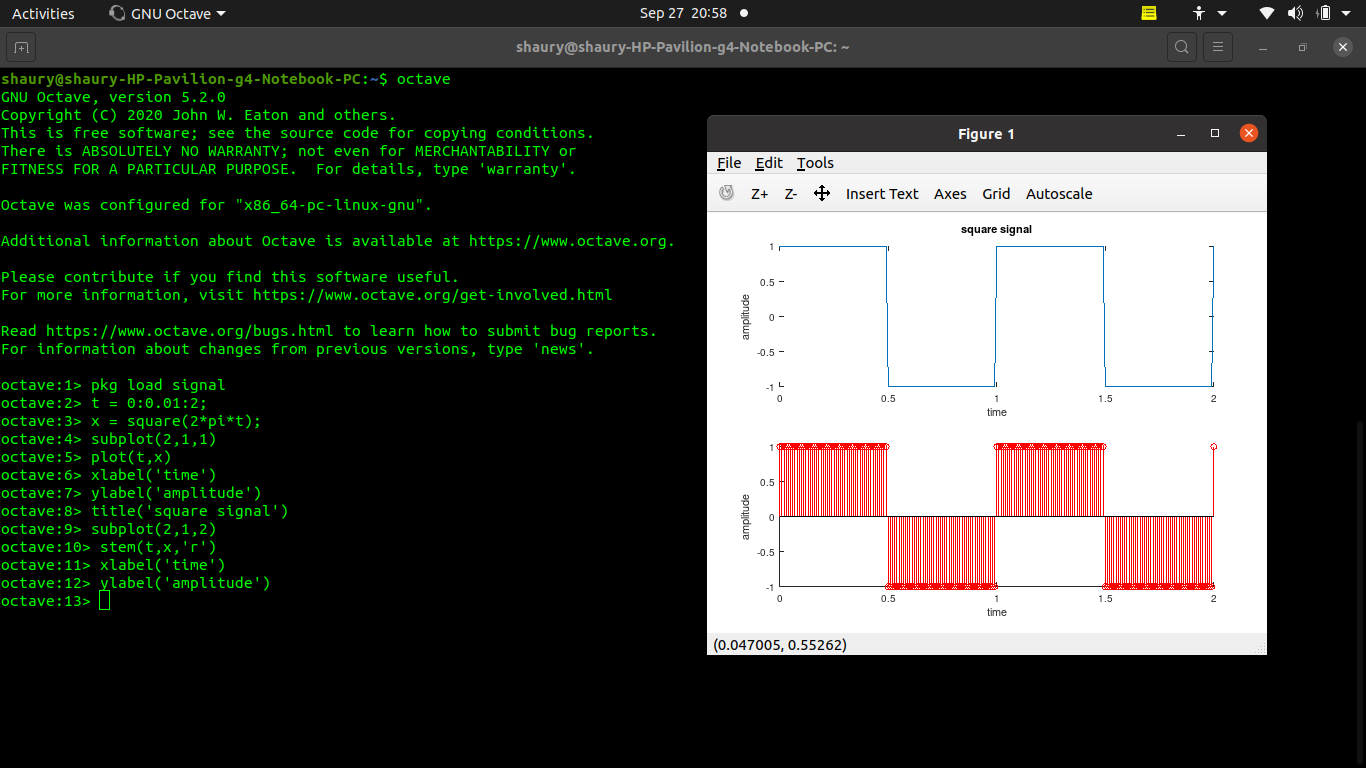 Activities GNU Octave Sep 27 20:58
shaury@shaury-HP-Pavilion-g4-Notebook-PC: ~
shaury@shaury-HP-Pavilion-g4-Notebook-PC:~$ octave
GNU Octave, version 5.2.0
Copyright (C) 2020 John W. Eaton and others.
This is free software; see the source code for copying conditions.
There is ABSOLUTELY NO WARRANTY; not even for MERCHANTABILITY or
FITNESS FOR A PARTICULAR PURPOSE.  For details, type 'warranty'.
Octave was configured for "x86_64-pc-linux-gnu".
Additional information about Octave is available at https://www.octave.org.
Please contribute if you find this software useful.
For more information, visit https://www.octave.org/get-involved.html
Read https://www.octave.org/bugs.html to learn how to submit bug reports.
For information about changes from previous versions, type 'news'.
octave:1> pkg load signal
octave:2> t = 0:0.01:2;
octave:3> x = square(2*pi*t);
octave:4> subplot(2,1,1)
octave:5> plot(t,x)
octave:6> xlabel('time')
octave:7> ylabel('amplitude')
octave:8> title('square signal')
octave:9> subplot(2,1,2)
octave:10> stem(t,x,'r')
octave:11> xlabel('time')
octave:12> ylabel('amplitude')
octave:13>
Figure 1
File Edit Tools
Z+ Z- Insert Text Axes Grid Autoscale
square signal
amplitude
1
0.5
0
-0.5
-1
0 0.5 1 1.5 2
time
amplitude
1
0.5
0
-0.5
-1
0 0.5 1 1.5 2
time
(0.047005, 0.55262)